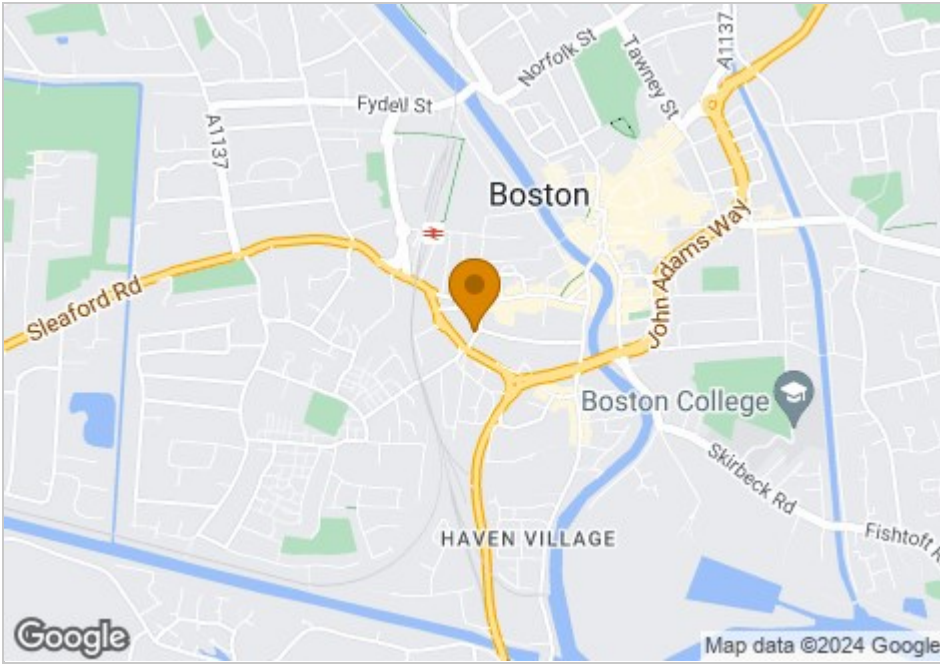 A1137
Norfolk St
Tawney St
Fydell St
A1137
Boston
John Adams Way
Sleaford Rd
Boston College
Skirbeck Rd
Fishtoft R
HAVEN VILLAGE
Google
Map data ©2024 Google